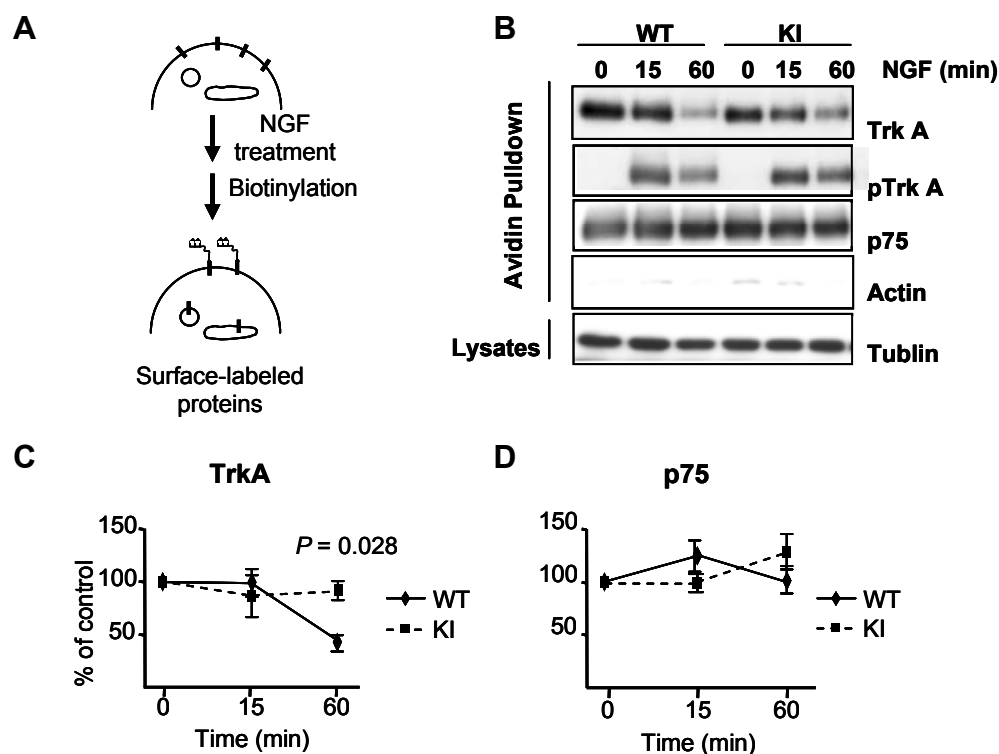 A
NGF
treatment
Biotinylation
Surface-labeled
proteins
B
WT KI
0 15 60 0 15 60 NGF (min)
Avidin Pulldown
Trk A
pTrk A
p75
Actin
Lysates
Tublin
C
TrkA
% of control
150
100
50
P = 0.028
WT
KI
0 15 60
Time (min)
D
p75
150
100
50
WT
KI
0 15 60
Time (min)